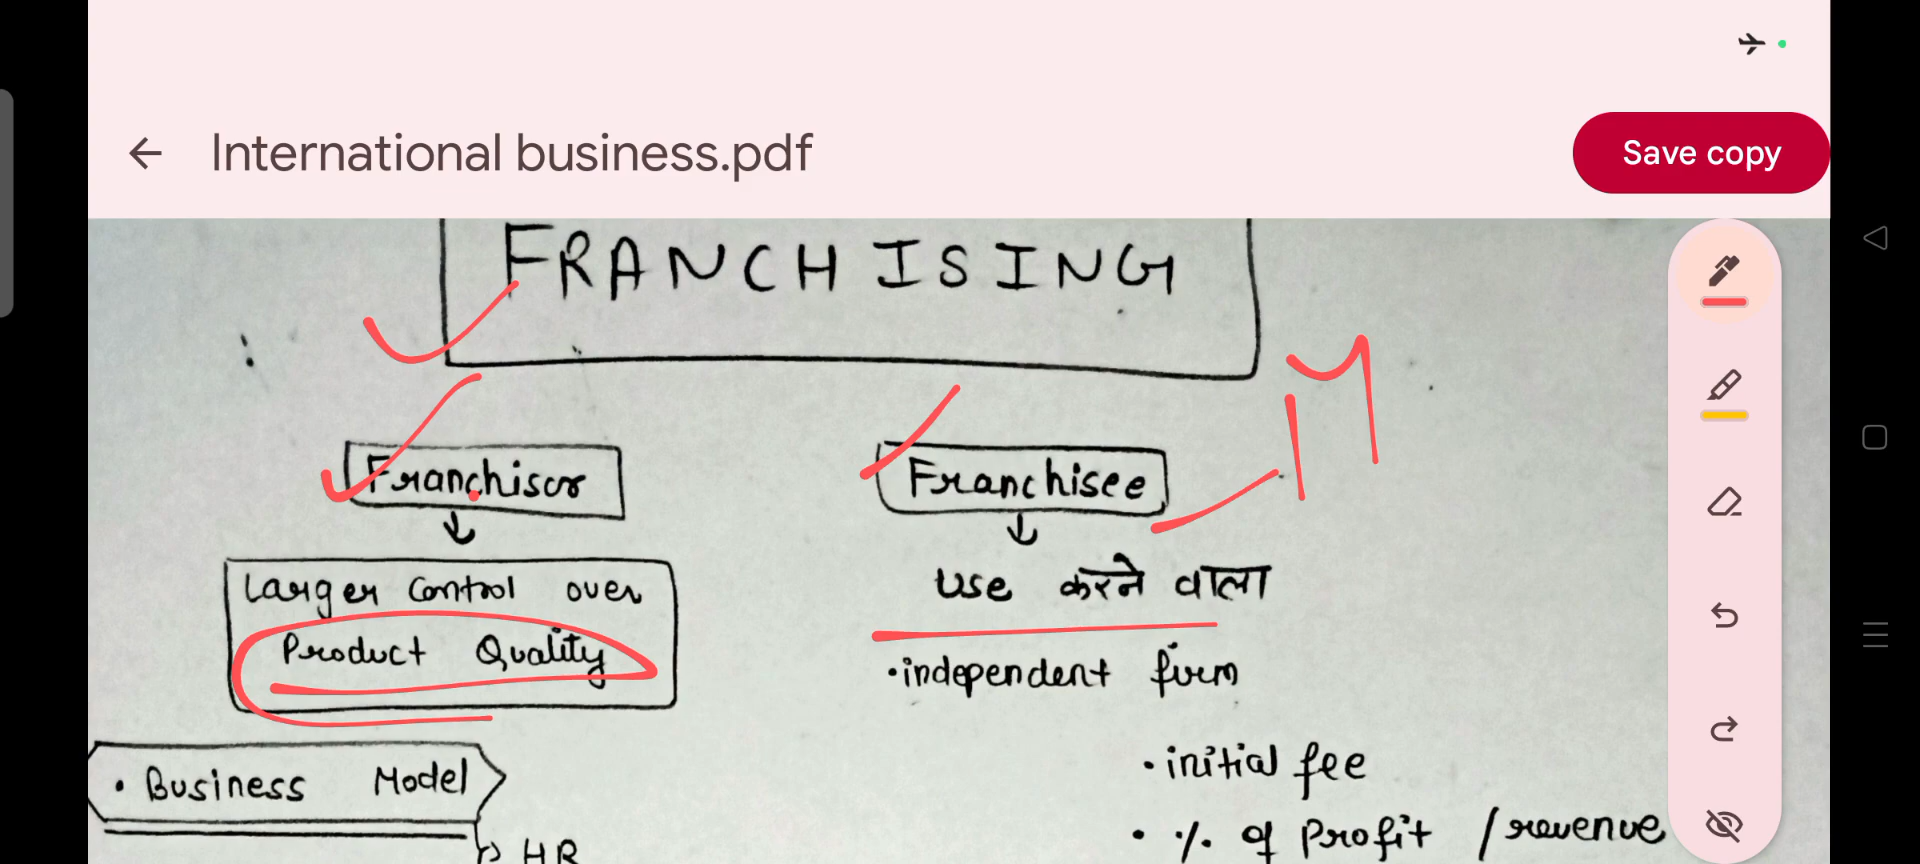 International business.pdf
Save copy
FRANCHISING
Franchisor
Franchisee
Larger control over
Product Quality
use करने वाला
•independent firm
• Business Model
•initial fee
• %. of Profit / revenue
HR